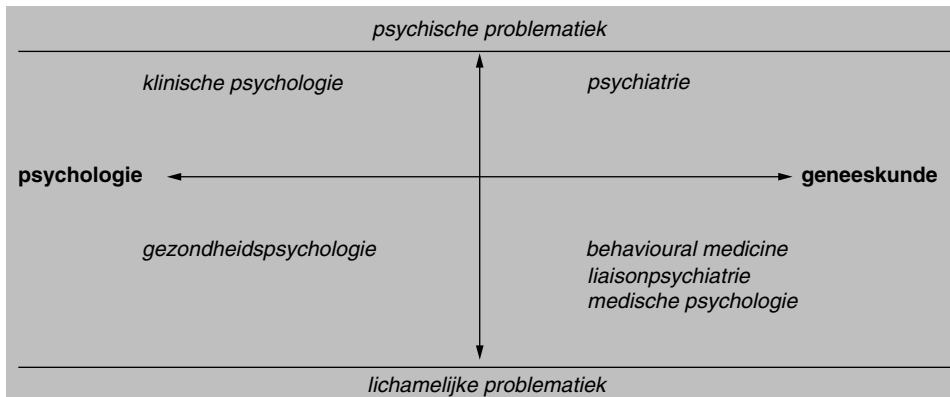 psychische problematiek
klinische psychologie
psychiatrie
psychologie
geneeskunde
gezondheidspsychologie
behavioural medicine
liaisonpsychiatrie
medische psychologie
lichamelijke problematiek